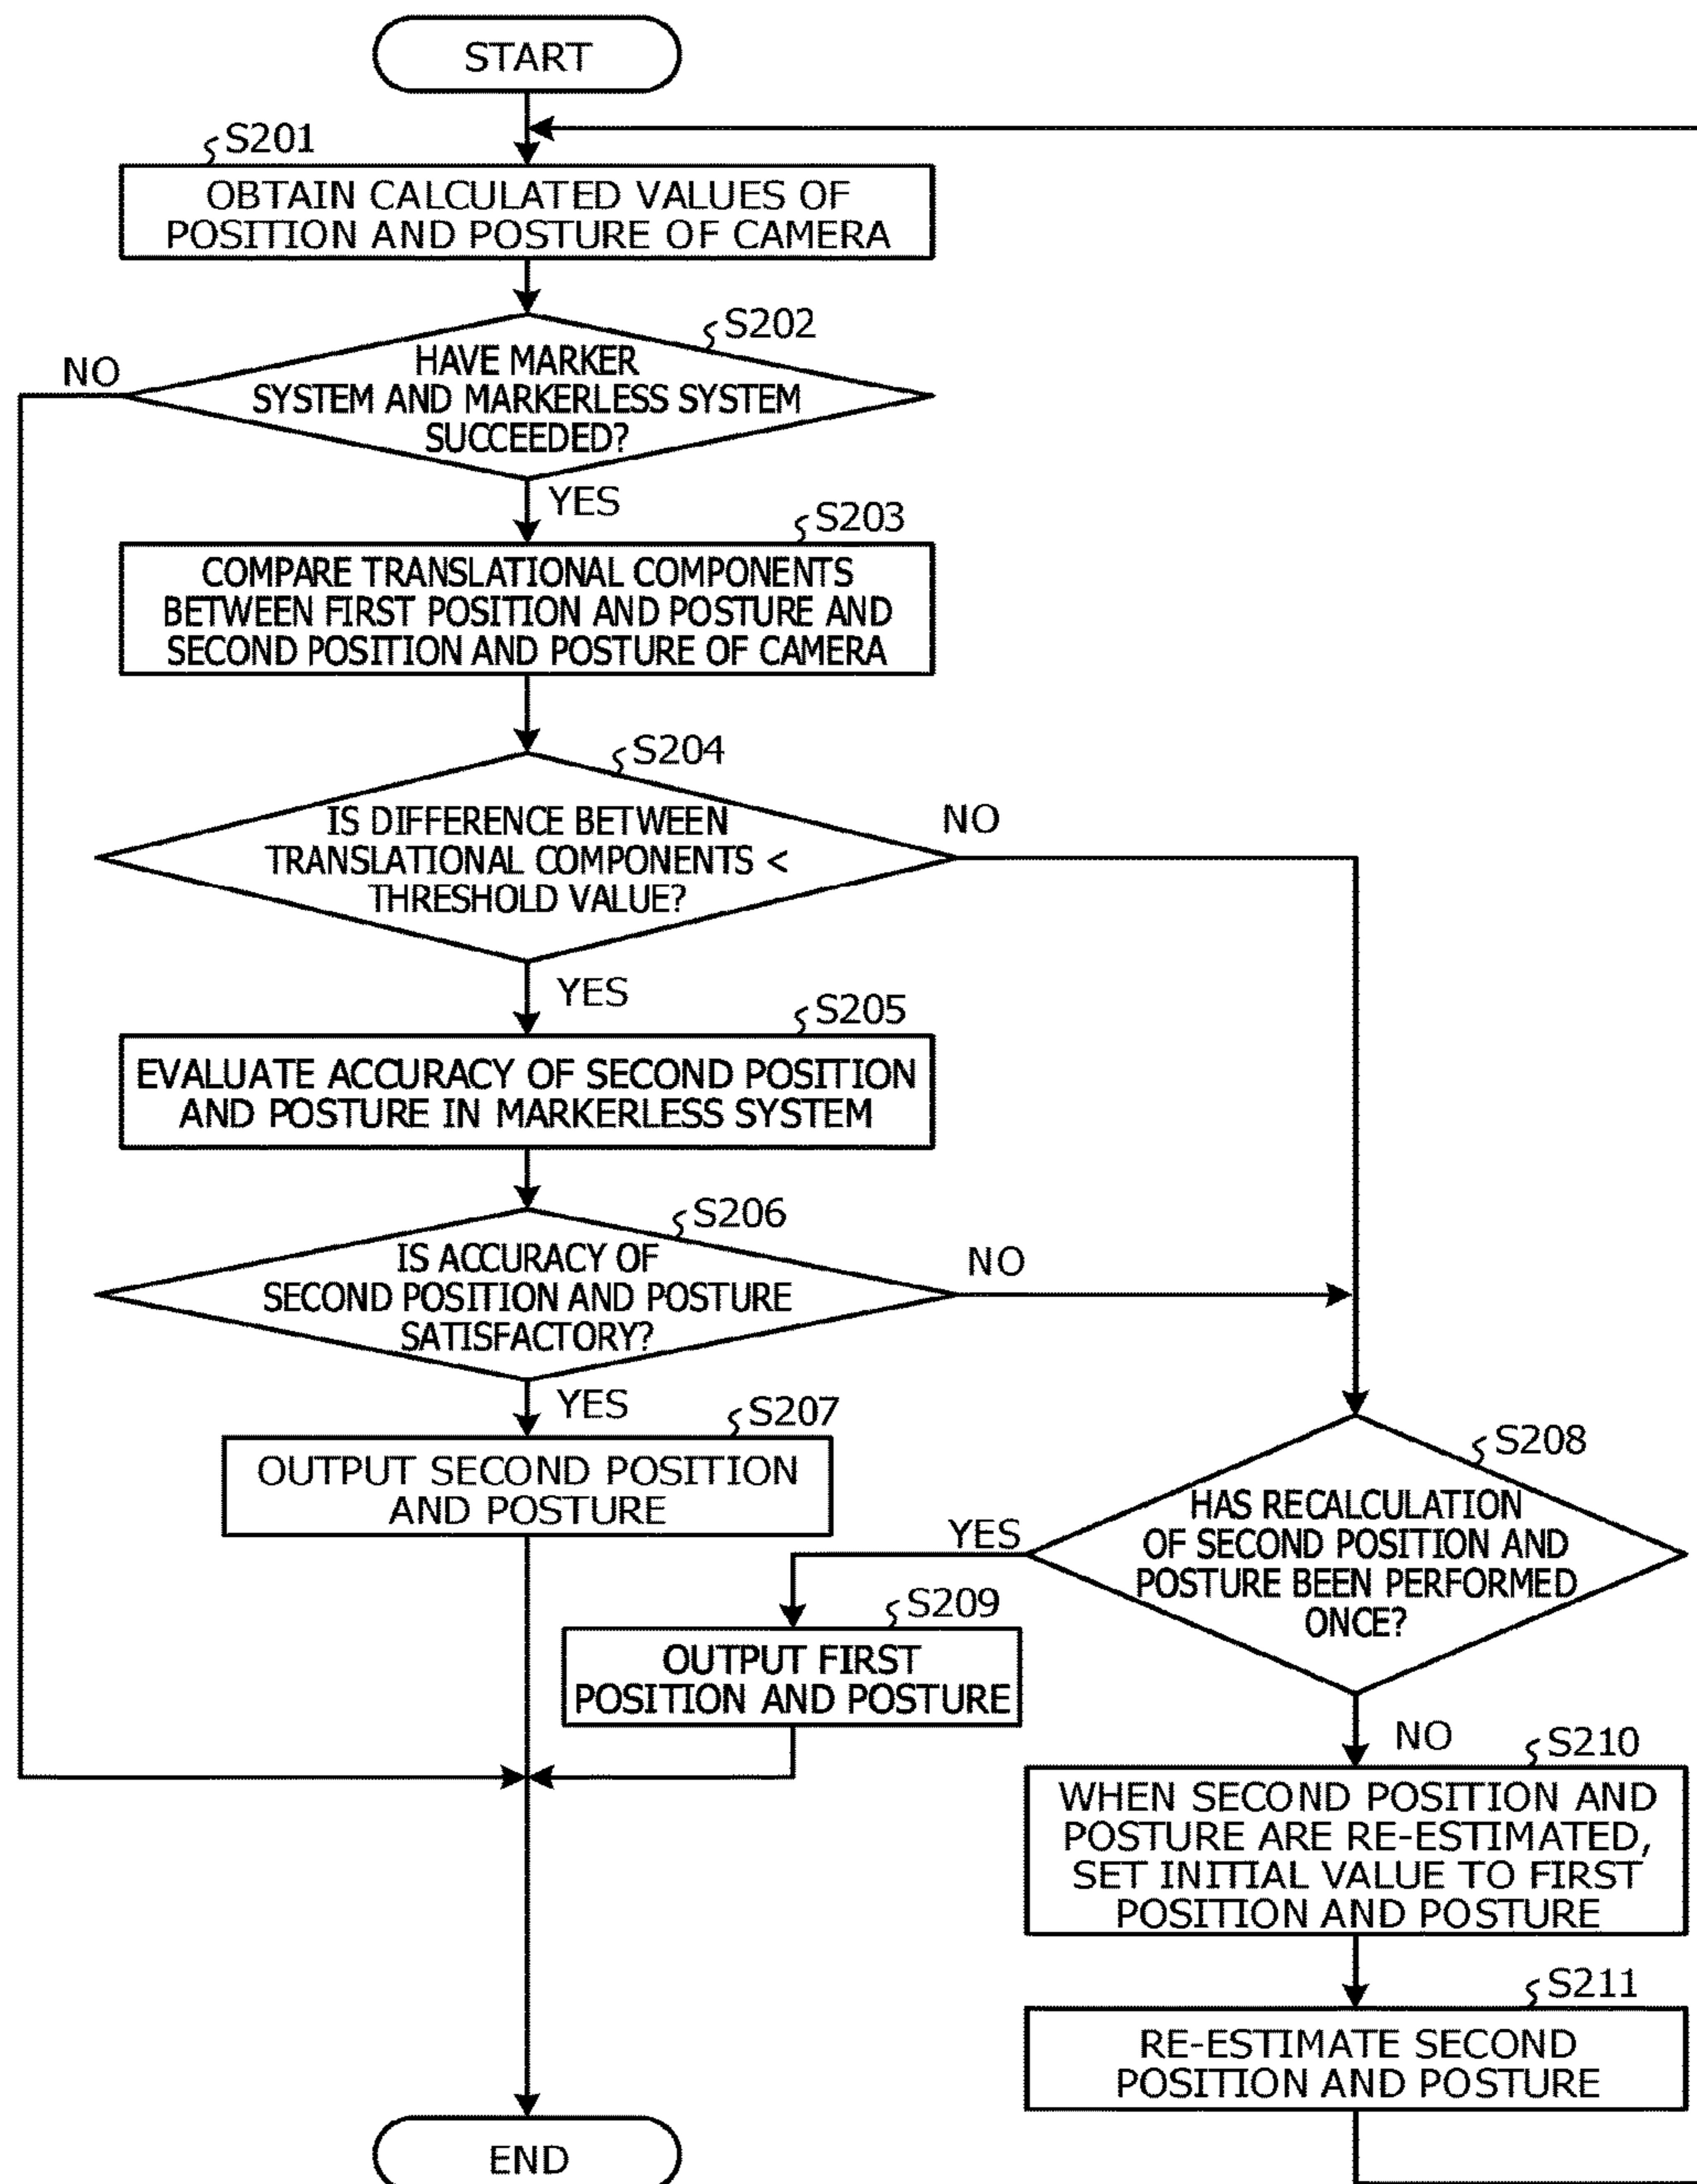 START
S201
OBTAIN CALCULATED VALUES OF
POSITION AND POSTURE OF CAMERA
S202
NO
HAVE MARKER
SYSTEM AND MARKERLESS SYSTEM
SUCCEEDED?
YES
S203
COMPARE TRANSLATIONAL COMPONENTS
BETWEEN FIRST POSITION AND POSTURE AND
SECOND POSITION AND POSTURE OF CAMERA
S204
NO
IS DIFFERENCE BETWEEN
TRANSLATIONAL COMPONENTS <
THRESHOLD VALUE?
YES
S205
EVALUATE ACCURACY OF SECOND POSITION
AND POSTURE IN MARKERLESS SYSTEM
S206
NO
IS ACCURACY OF
SECOND POSITION AND POSTURE
SATISFACTORY?
YES
S207
OUTPUT SECOND POSITION
AND POSTURE
S208
HAS RECALCULATION
OF SECOND POSITION AND
POSTURE BEEN PERFORMED
ONCE?
YES
S209
OUTPUT FIRST
POSITION AND POSTURE
NO
S210
WHEN SECOND POSITION AND
POSTURE ARE RE-ESTIMATED,
SET INITIAL VALUE TO FIRST
POSITION AND POSTURE
S211
RE-ESTIMATE SECOND
POSITION AND POSTURE
END